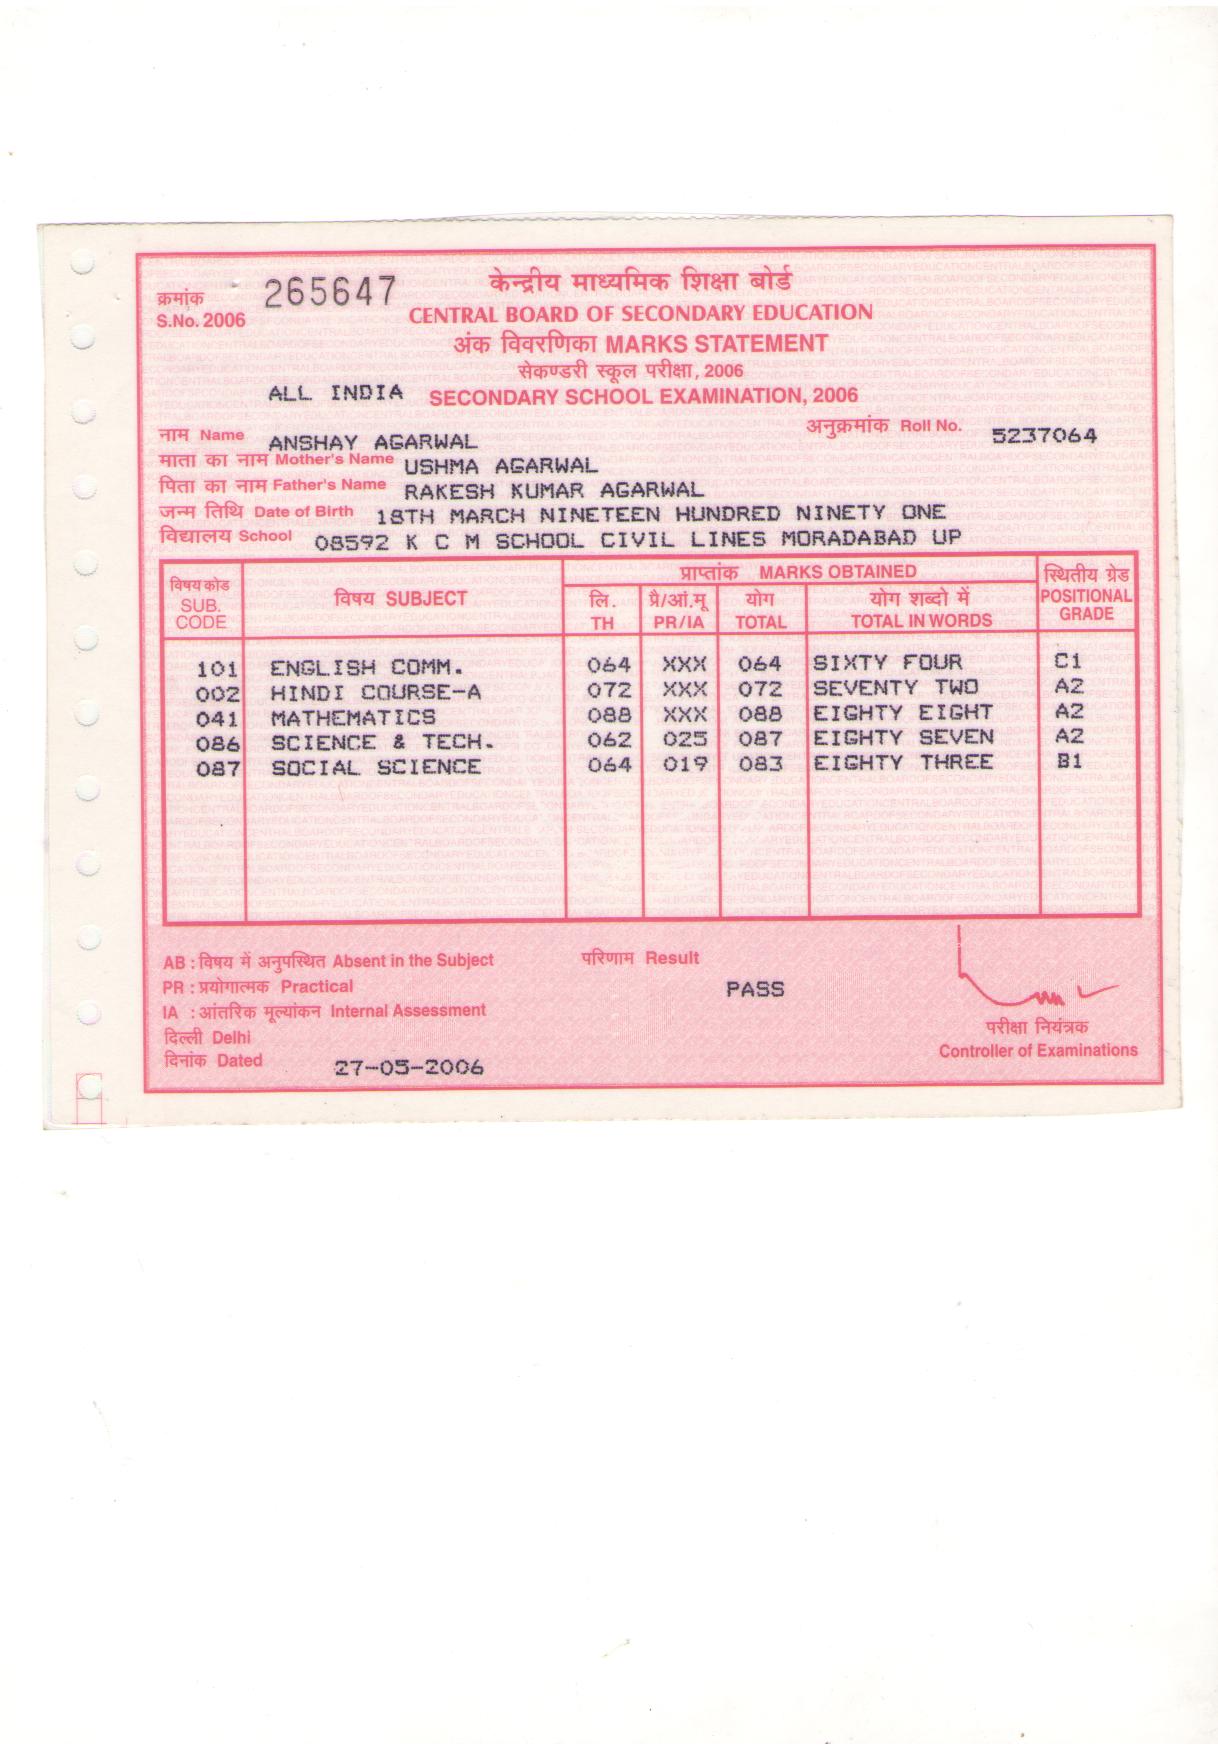 केन्द्रीय माध्यमिक शिक्षा बोर्ड
क्रमांक 265647
S.No. 2006
CENTRAL BOARD OF SECONDARY EDUCATION
अंक विवरणिका MARKS STATEMENT
सेकण्डरी स्कूल परीक्षा, 2006
ALL INDIA SECONDARY SCHOOL EXAMINATION, 2006
नाम Name ANSHAY AGARWAL अनुक्रमांक Roll No. 5237064
माता का नाम Mother's Name USHMA AGARWAL
पिता का नाम Father's Name RAKESH KUMAR AGARWAL
जन्म तिथि Date of Birth 18TH MARCH NINETEEN HUNDRED NINETY ONE
विद्यालय School 08592 K C M SCHOOL CIVIL LINES MORADABAD UP
विषय कोड SUB. CODE विषय SUBJECT प्राप्तांक MARKS OBTAINED स्थितीय ग्रेड POSITIONAL GRADE
लि. TH प्रै/आं.मू PR/IA योग TOTAL योग शब्दो में TOTAL IN WORDS
101 ENGLISH COMM. 064 XXX 064 SIXTY FOUR C1
002 HINDI COURSE-A 072 XXX 072 SEVENTY TWO A2
041 MATHEMATICS 088 XXX 088 EIGHTY EIGHT A2
086 SCIENCE & TECH. 062 025 087 EIGHTY SEVEN A2
087 SOCIAL SCIENCE 064 019 083 EIGHTY THREE B1
AB : विषय में अनुपस्थित Absent in the Subject परिणाम Result
PR : प्रयोगात्मक Practical PASS
IA : आंतरिक मूल्यांकन Internal Assessment
दिल्ली Delhi परीक्षा नियंत्रक
दिनांक Dated 27-05-2006 Controller of Examinations